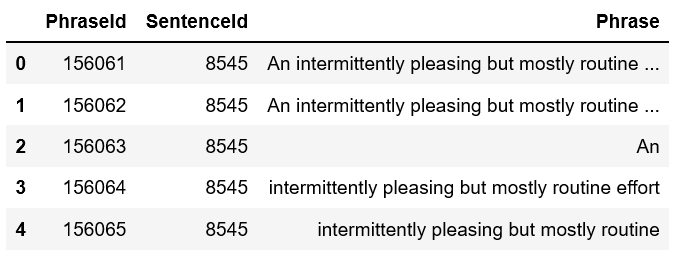 PhraseId SentenceId Phrase
0 156061 8545 An intermittently pleasing but mostly routine ...
1 156062 8545 An intermittently pleasing but mostly routine ...
2 156063 8545 An
3 156064 8545 intermittently pleasing but mostly routine effort
4 156065 8545 intermittently pleasing but mostly routine